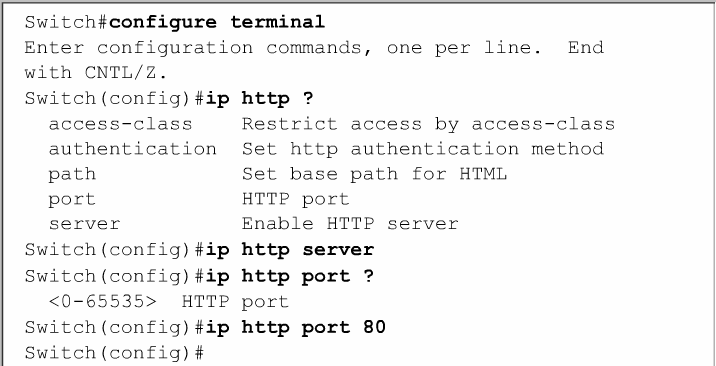 Switch#configure terminal
Enter configuration commands, one per line.  End
with CNTL/Z.
Switch(config)#ip http ?
  access-class    Restrict access by access-class
  authentication  Set http authentication method
  path            Set base path for HTML
  port            HTTP port
  server          Enable HTTP server
Switch(config)#ip http server
Switch(config)#ip http port ?
  <0-65535>  HTTP port
Switch(config)#ip http port 80
Switch(config)#